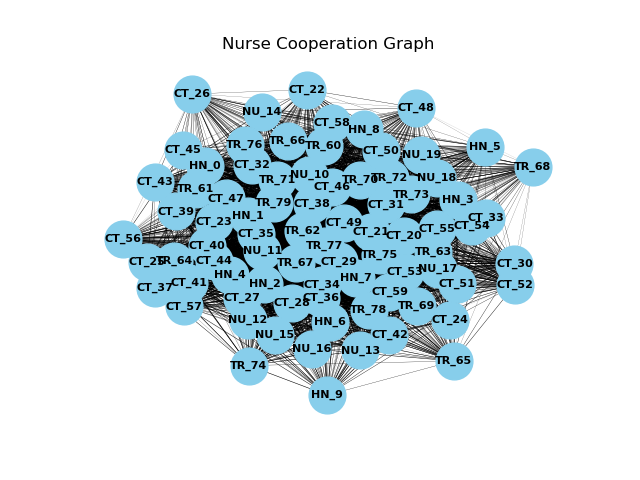 Nurse Cooperation Graph
CT_22
CT_26
CT_48
NU_14
CT_58
HN_8
TR_66
TR_76
TR_60
HN_5
CT_45
CT_50
NU_19
CT_32
HN_0
TR_68
NU_10
TR_71
NU_18
TR_72
CT_43
CT_46
TR_61
TR_73
CT_47
HN_3
TR_79
CT_38
CT_31
CT_39
HN_1
CT_33
CT_23
CT_49
CT_54
CT_55
TR_62
CT_21
CT_35
CT_20
CT_56
CT_40
TR_77
NU_11
TR_63
TR_75
CT_44
TR_64
CT_29
TR_67
CT_30
NU_17
CT_53
HN_4
HN_7
CT_41
HN_2
CT_34
CT_51
CT_52
CT_37
CT_59
CT_27
CT_36
CT_28
TR_69
CT_57
TR_78
NU_12
CT_24
HN_6
NU_15
CT_42
NU_16
NU_13
TR_65
TR_74
HN_9